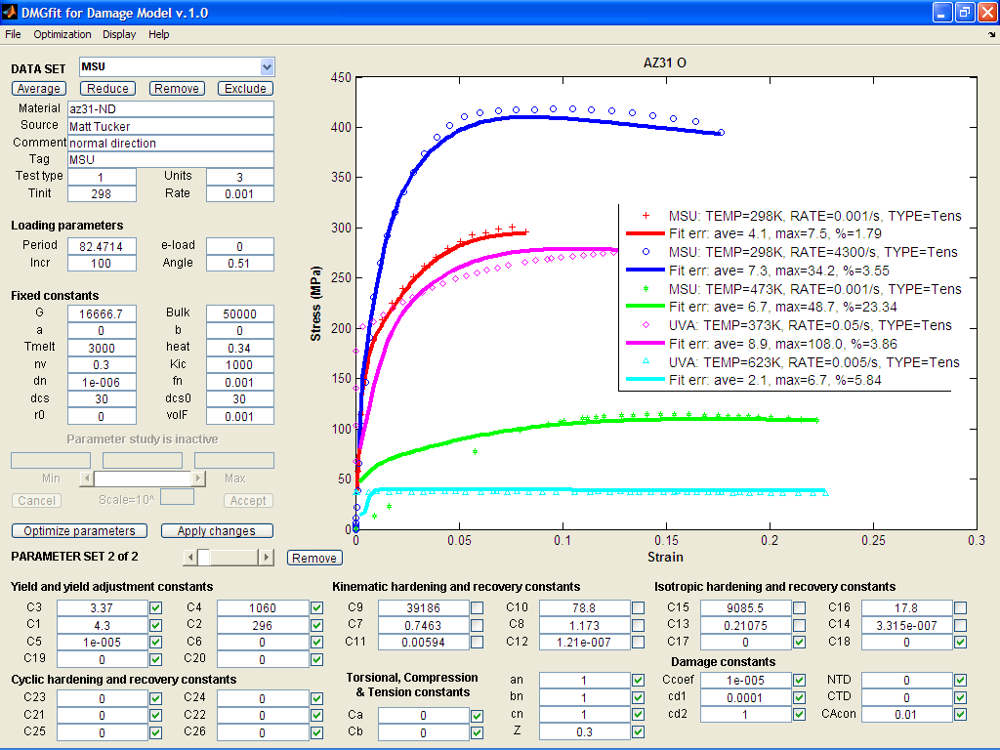 DMGfit for Damage Model v.1.0
File Optimization Display Help
DATA SET MSU
Average Reduce Remove Exclude
Material az31-ND
Source Matt Tucker
Comment normal direction
Tag MSU
Test type 1 Units 3
Tinit 298 Rate 0.001
Loading parameters
Period 82.4714 e-load 0
Incr 100 Angle 0.51
Fixed constants
G 16666.7 Bulk 50000
a 0 b 0
Tmelt 3000 heat 0.34
nv 0.3 Kic 1000
dn 1e-006 fn 0.001
dcs 30 dcs0 30
r0 0 volF 0.001
Parameter study is inactive
Min Max
Cancel Scale=10^ Accept
Optimize parameters Apply changes
PARAMETER SET 2 of 2 Remove
AZ31 O
450
400
350
300
250
200
150
100
50
0
Stress (MPa)
0 0.05 0.1 0.15 0.2 0.25 0.3
Strain
MSU: TEMP=298K, RATE=0.001/s, TYPE=Tens
Fit err: ave= 4.1, max=7.5, %=1.79
MSU: TEMP=298K, RATE=4300/s, TYPE=Tens
Fit err: ave= 7.3, max=34.2, %=3.55
MSU: TEMP=473K, RATE=0.001/s, TYPE=Tens
Fit err: ave= 6.7, max=48.7, %=23.34
UVA: TEMP=373K, RATE=0.05/s, TYPE=Tens
Fit err: ave= 8.9, max=108.0, %=3.86
UVA: TEMP=623K, RATE=0.005/s, TYPE=Tens
Fit err: ave= 2.1, max=6.7, %=5.84
Yield and yield adjustment constants
C3 3.37 C4 1060
C1 4.3 C2 296
C5 1e-005 C6 0
C19 0 C20 0
Cyclic hardening and recovery constants
C23 0 C24 0
C21 0 C22 0
C25 0 C26 0
Kinematic hardening and recovery constants
C9 39186 C10 78.8
C7 0.7463 C8 1.173
C11 0.00594 C12 1.21e-007
Torsional, Compression
& Tension constants
Ca 0
Cb 0
an 1
bn 1
cn 1
Z 0.3
Isotropic hardening and recovery constants
C15 9085.5 C16 17.8
C13 0.21075 C14 3.315e-007
C17 0 C18 0
Damage constants
Ccoef 1e-005 NTD 0
cd1 0.0001 CTD 0
cd2 1 CAcon 0.01